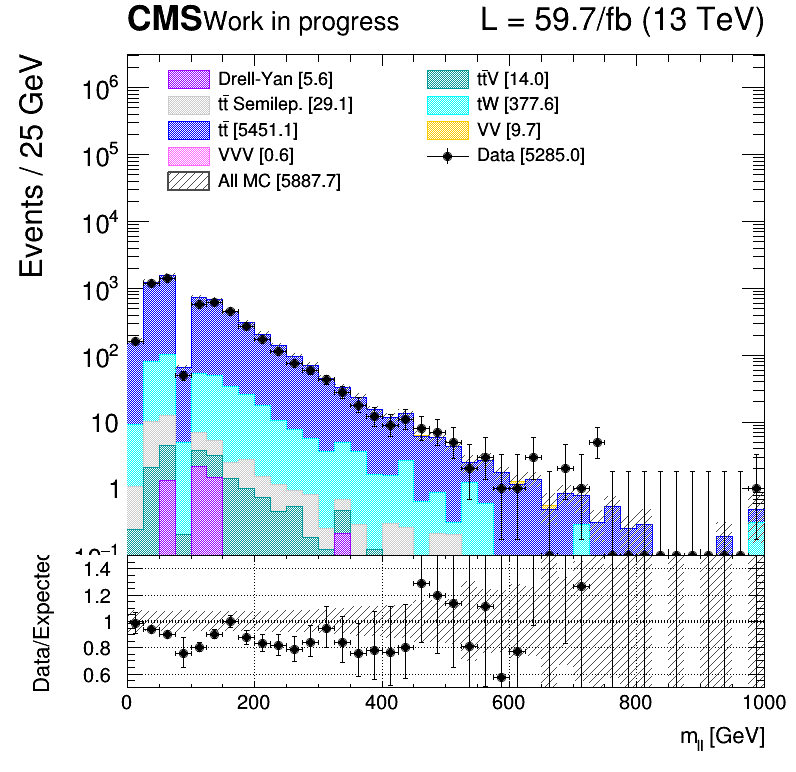 CMS Work in progress L = 59.7/fb (13 TeV)
Events / 25 GeV
Drell-Yan [5.6]
tt̄ Semilep. [29.1]
tt̄ [5451.1]
VVV [0.6]
All MC [5887.7]
tt̄V [14.0]
tW [377.6]
VV [9.7]
Data [5285.0]
10⁶
10⁵
10⁴
10³
10²
10
1
10⁻¹
Data/Expected
1.4
1.2
1
0.8
0.6
0 200 400 600 800 1000
m_ll [GeV]